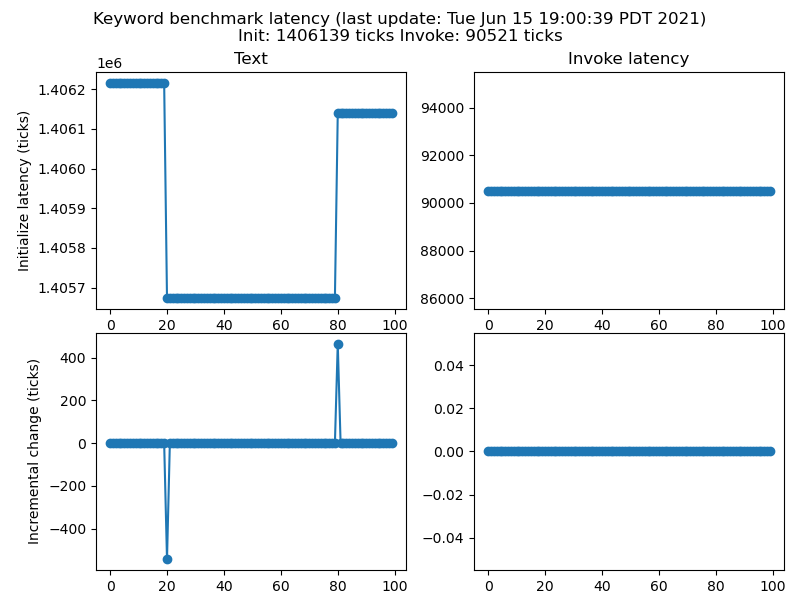 Keyword benchmark latency (last update: Tue Jun 15 19:00:39 PDT 2021)
Init: 1406139 ticks Invoke: 90521 ticks
Text
1e6
Initialize latency (ticks)
1.4062
1.4061
1.4060
1.4059
1.4058
1.4057
0 20 40 60 80 100
Invoke latency
94000
92000
90000
88000
86000
0 20 40 60 80 100
Incremental change (ticks)
400
200
0
−200
−400
0 20 40 60 80 100
0.04
0.02
0.00
−0.02
−0.04
0 20 40 60 80 100